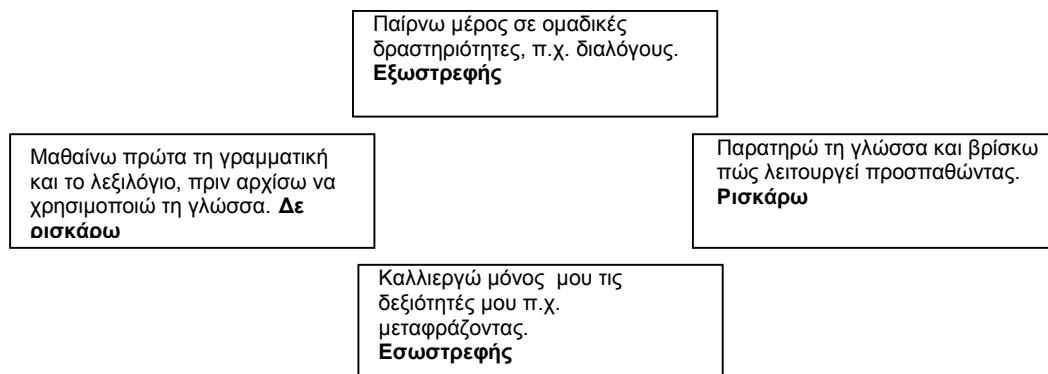 Παίρνω μέρος σε ομαδικές
δραστηριότητες, π.χ. διαλόγους.
Εξωστρεφής
Μαθαίνω πρώτα τη γραμματική
και το λεξιλόγιο, πριν αρχίσω να
χρησιμοποιώ τη γλώσσα. Δε
ρισκάρω
Παρατηρώ τη γλώσσα και βρίσκω
πώς λειτουργεί προσπαθώντας.
Ρισκάρω
Καλλιεργώ μόνος μου τις
δεξιότητές μου π.χ.
μεταφράζοντας.
Εσωστρεφής